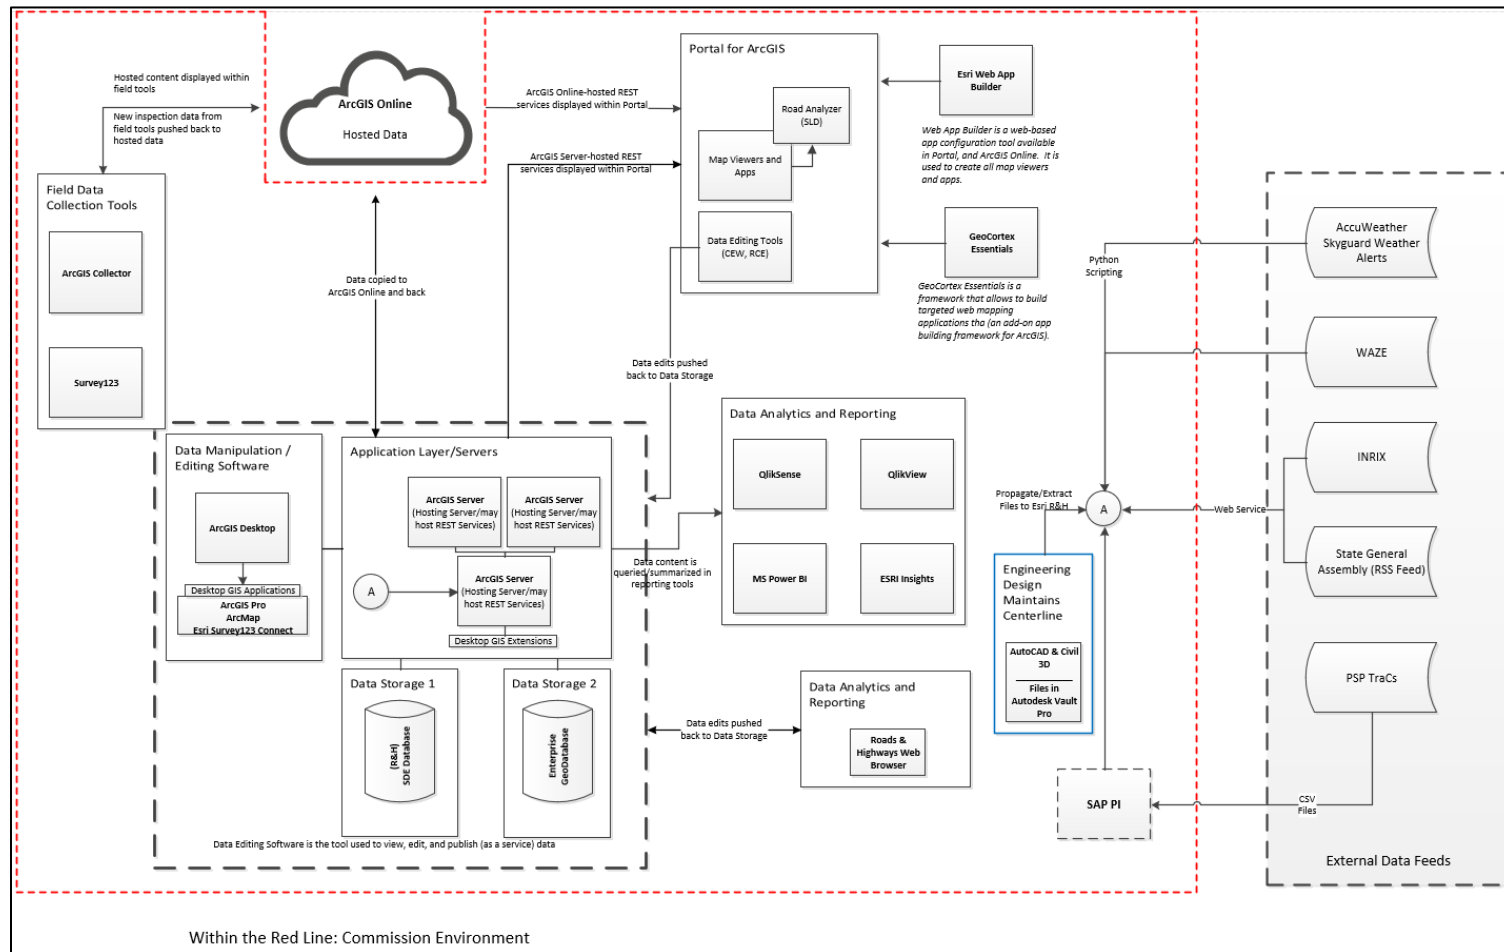 Hosted content displayed within
field tools
New inspection data from
field tools pushed back to
hosted data
ArcGIS Online
Hosted Data
ArcGIS Online-hosted REST
services displayed within Portal
ArcGIS Server-hosted REST
services displayed within Portal
Portal for ArcGIS
Road Analyzer
(SLD)
Map Viewers and
Apps
Data Editing Tools
(CEW, RCE)
Esri Web App
Builder
Web App Builder is a web-based
app configuration tool available
in Portal, and ArcGIS Online.  It is
used to create all map viewers
and apps.
GeoCortex
Essentials
GeoCortex Essentials is a
framework that allows to build
targeted web mapping
applications tha (an add-on app
building framework for ArcGIS).
Field Data
Collection Tools
ArcGIS Collector
Survey123
Data copied to
ArcGIS Online and back
Data edits pushed
back to Data Storage
Data Manipulation /
Editing Software
ArcGIS Desktop
Desktop GIS Applications
ArcGIS Pro
ArcMap
Esri Survey123 Connect
Application Layer/Servers
ArcGIS Server
(Hosting Server/may
host REST Services)
ArcGIS Server
(Hosting Server/may
host REST Services)
A
ArcGIS Server
(Hosting Server/may
host REST Services)
Desktop GIS Extensions
Data Storage 1
(R&H)
SDE Database
Data Storage 2
Enterprise
GeoDatabase
Data Editing Software is the tool used to view, edit, and publish (as a service) data
Data content is
queried/summarized in
reporting tools
Data Analytics and Reporting
QlikSense
QlikView
MS Power BI
ESRI Insights
Data edits pushed
back to Data Storage
Data Analytics and
Reporting
Roads &
Highways Web
Browser
Python
Scripting
Propagate/Extract
Files to Esri R&H
A
Web Service
Engineering
Design
Maintains
Centerline
AutoCAD & Civil
3D
Files in
Autodesk Vault
Pro
SAP PI
CSV
Files
AccuWeather
Skyguard Weather
Alerts
WAZE
INRIX
State General
Assembly (RSS Feed)
PSP TraCs
External Data Feeds
Within the Red Line: Commission Environment